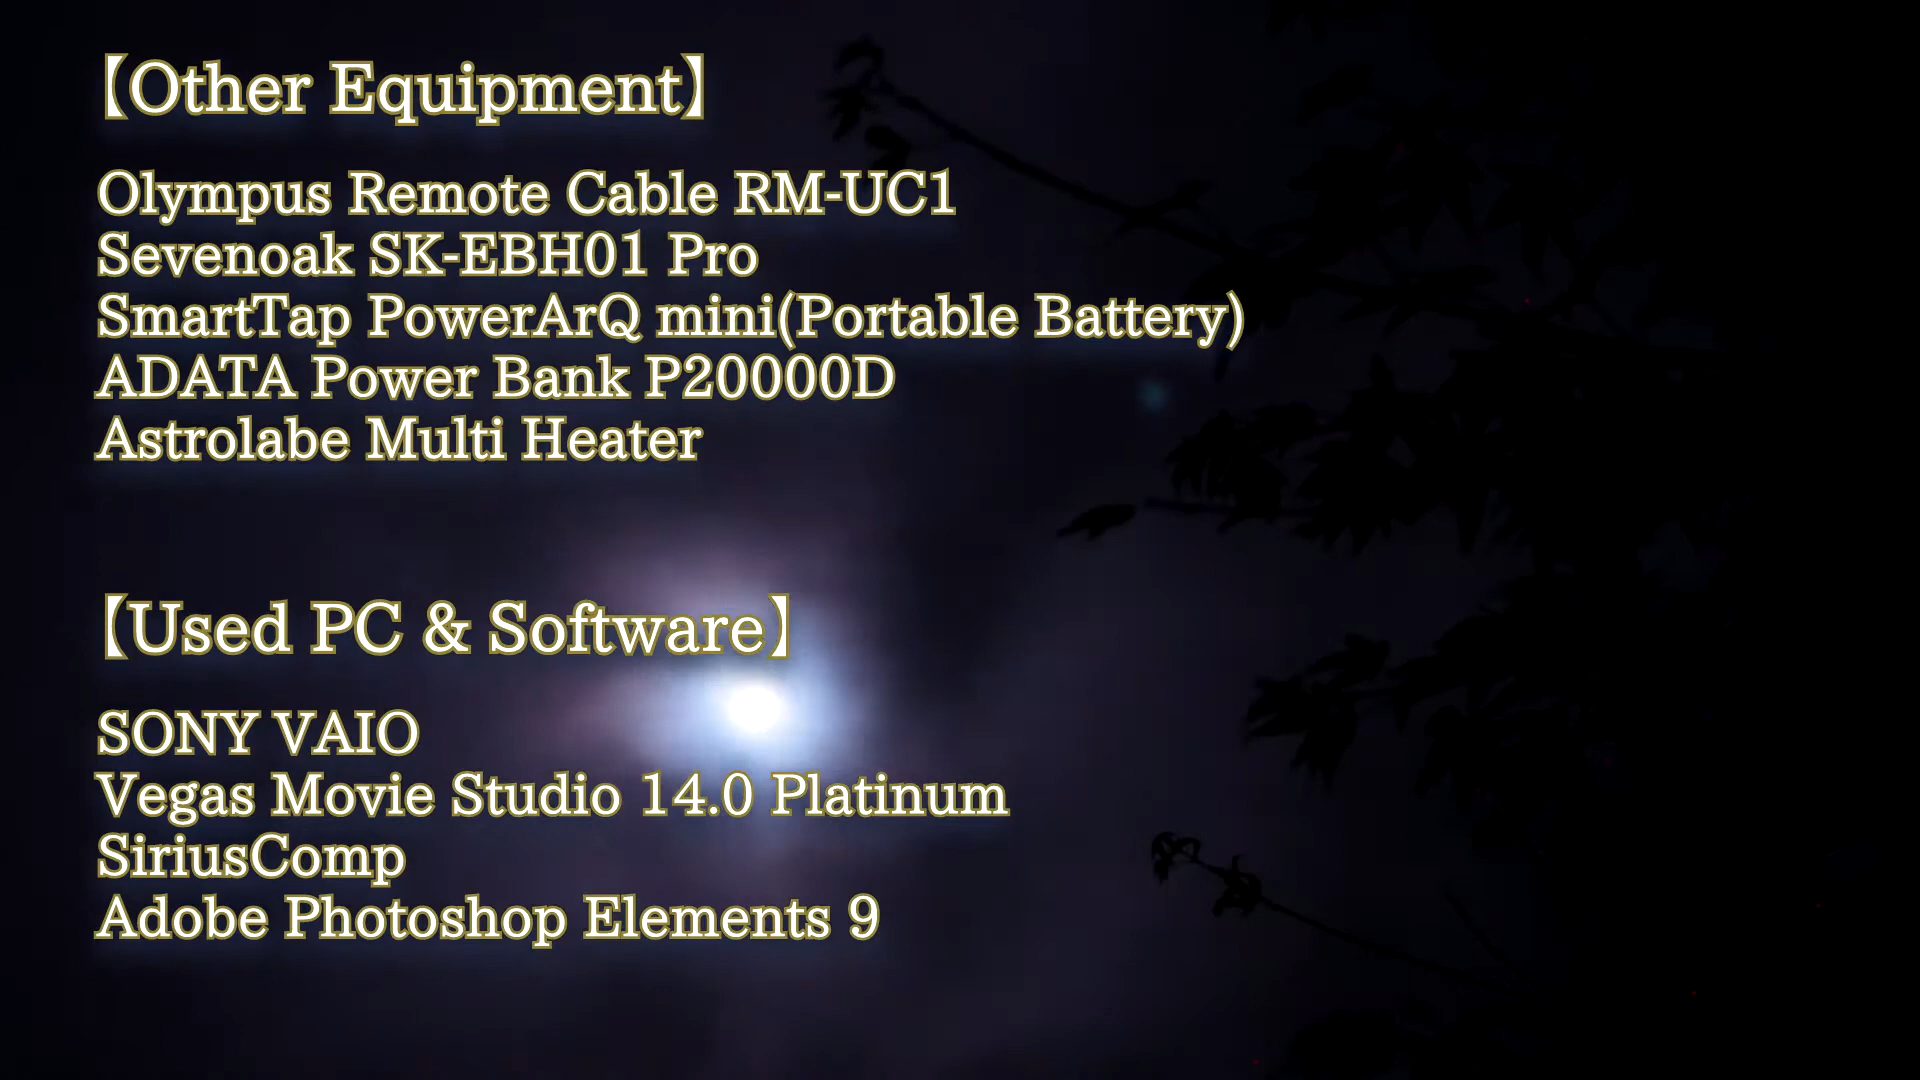 【Other Equipment】
Olympus Remote Cable RM-UC1
Sevenoak SK-EBH01 Pro
SmartTap PowerArQ mini(Portable Battery)
ADATA Power Bank P20000D
Astrolabe Multi Heater
【Used PC & Software】
SONY VAIO
Vegas Movie Studio 14.0 Platinum
SiriusComp
Adobe Photoshop Elements 9